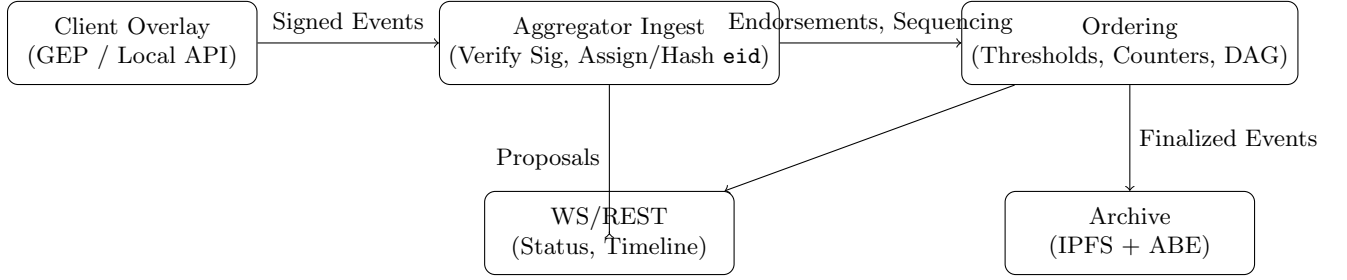 Client Overlay
(GEP / Local API)
Signed Events
Aggregator Ingest
(Verify Sig, Assign/Hash eid)
Endorsements, Sequencing
Ordering
(Thresholds, Counters, DAG)
Proposals
Finalized Events
WS/REST
(Status, Timeline)
Archive
(IPFS + ABE)